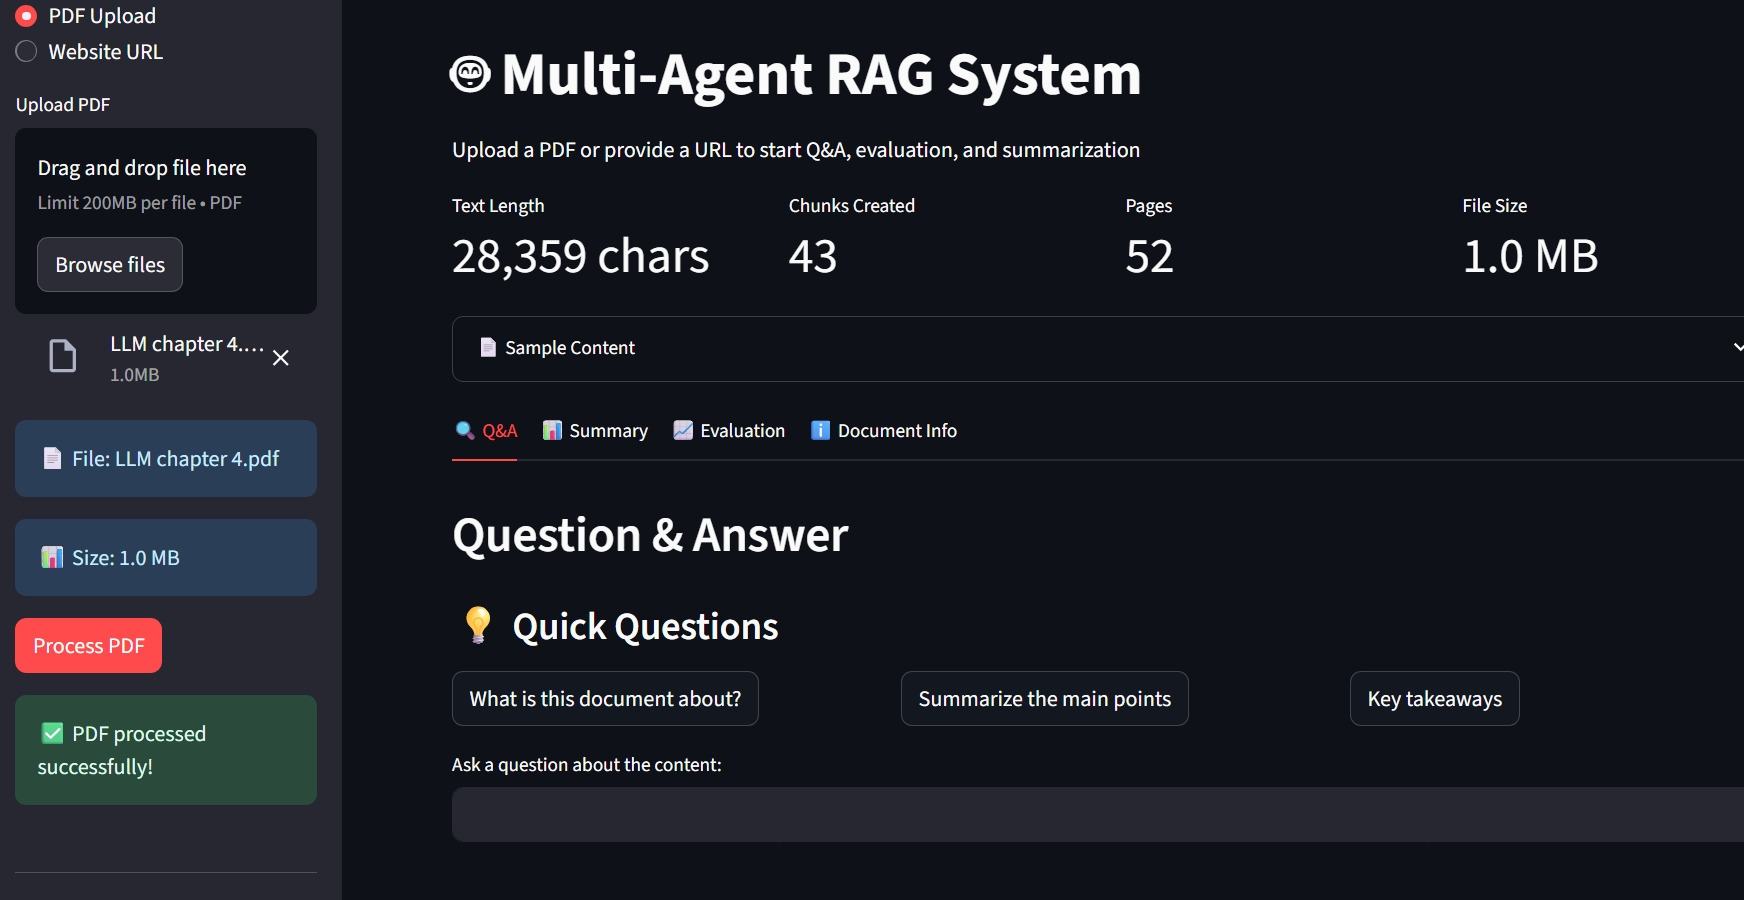 PDF Upload
Website URL
Upload PDF
Drag and drop file here
Limit 200MB per file • PDF
Browse files
LLM chapter 4....
1.0MB
File: LLM chapter 4.pdf
Size: 1.0 MB
Process PDF
PDF processed
successfully!
Multi-Agent RAG System
Upload a PDF or provide a URL to start Q&A, evaluation, and summarization
Text Length
28,359 chars
Chunks Created
43
Pages
52
File Size
1.0 MB
Sample Content
Q&A Summary Evaluation Document Info
Question & Answer
Quick Questions
What is this document about? Summarize the main points Key takeaways
Ask a question about the content: